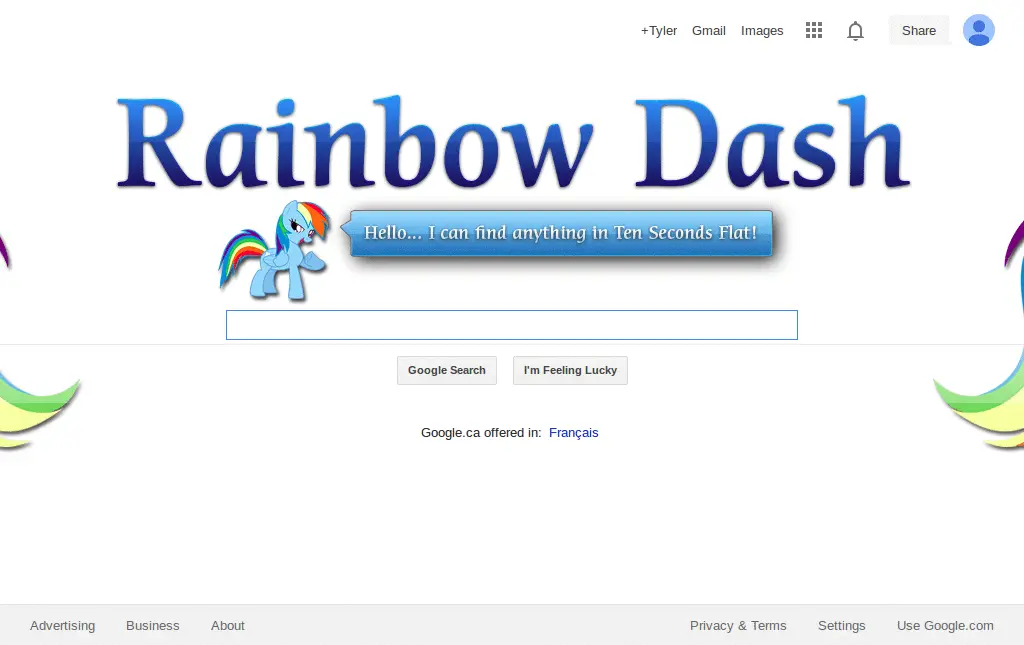 +Tyler Gmail Images Share
Rainbow Dash
Hello... I can find anything in Ten Seconds Flat!
Google Search I'm Feeling Lucky
Google.ca offered in: Français
Advertising Business About Privacy & Terms Settings Use Google.com